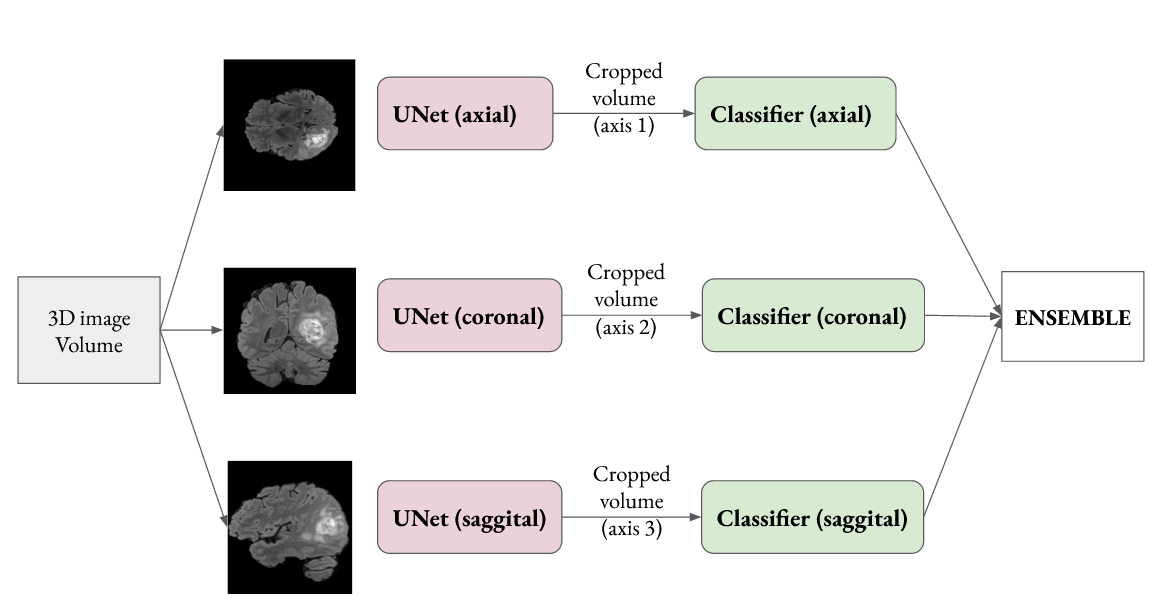 Cropped
volume
(axis 1)
UNet (axial)
Classifier (axial)
3D image
Volume
Cropped
volume
(axis 2)
UNet (coronal)
Classifier (coronal)
ENSEMBLE
Cropped
volume
(axis 3)
UNet (saggital)
Classifier (saggital)